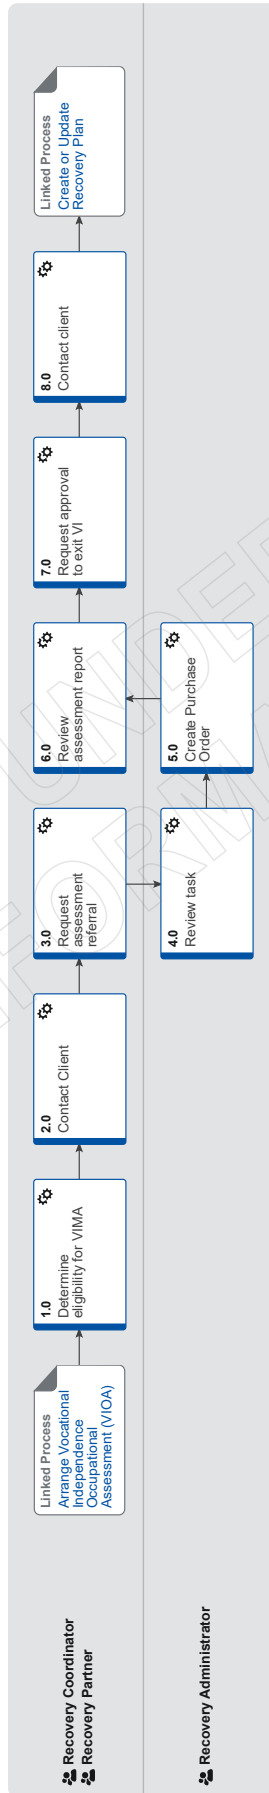 Recovery Coordinator
Recovery Partner
Linked Process
Arrange Vocational
Independence
Occupational
Assessment (VIOA)
1.0
Determine
eligibility for VIMA
2.0
Contact Client
3.0
Request
assessment
referral
6.0
Review
assessment report
7.0
Request approval
to exit VI
8.0
Contact client
Linked Process
Create or Update
Recovery Plan
Recovery Administrator
4.0
Review task
5.0
Create Purchase
Order
UNDER
FORMA